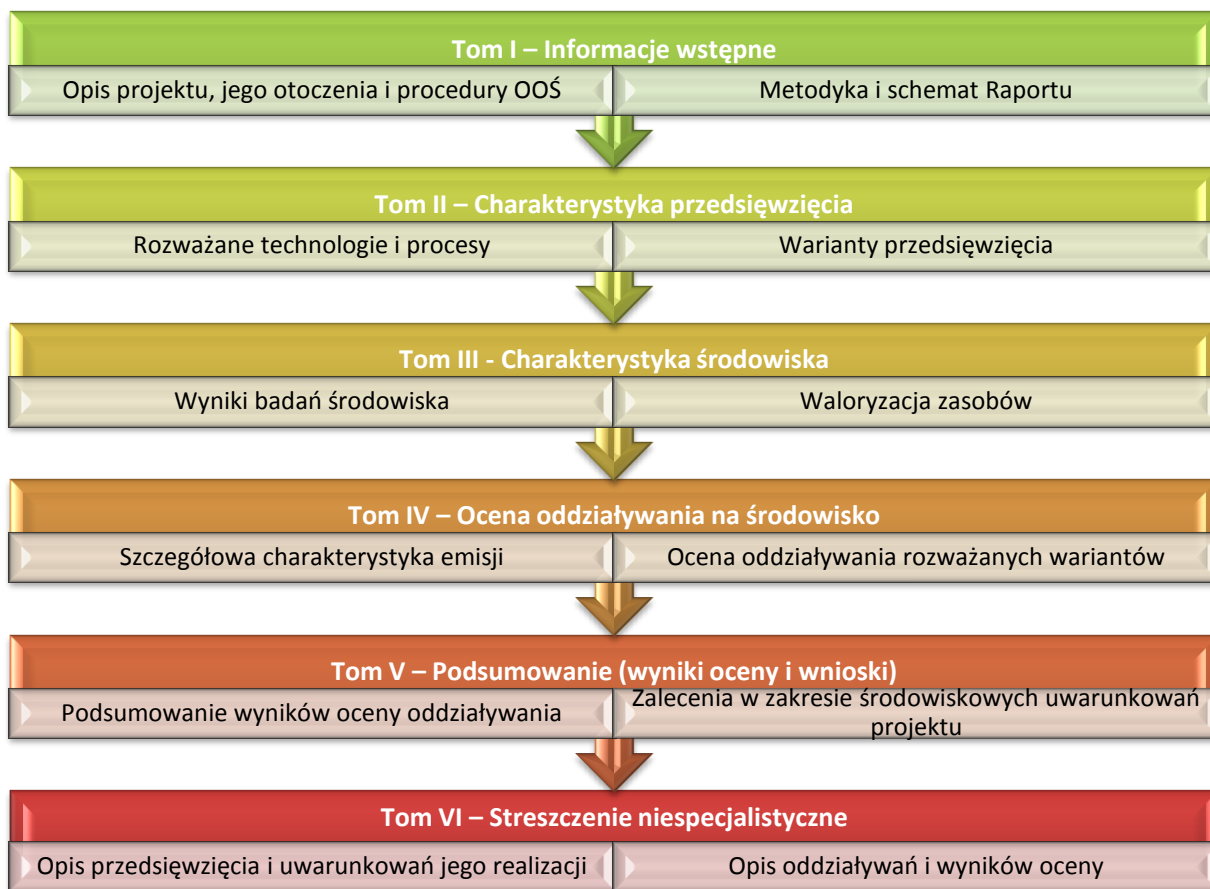 Tom I – Informacje wstępne
Opis projektu, jego otoczenia i procedury OOŚ
Metodyka i schemat Raportu
Tom II – Charakterystyka przedsięwzięcia
Rozważane technologie i procesy
Warianty przedsięwzięcia
Tom III - Charakterystyka środowiska
Wyniki badań środowiska
Waloryzacja zasobów
Tom IV – Ocena oddziaływania na środowisko
Szczegółowa charakterystyka emisji
Ocena oddziaływania rozważanych wariantów
Tom V – Podsumowanie (wyniki oceny i wnioski)
Podsumowanie wyników oceny oddziaływania
Zalecenia w zakresie środowiskowych uwarunkowań
projektu
Tom VI – Streszczenie niespecjalistyczne
Opis przedsięwzięcia i uwarunkowań jego realizacji
Opis oddziaływań i wyników oceny